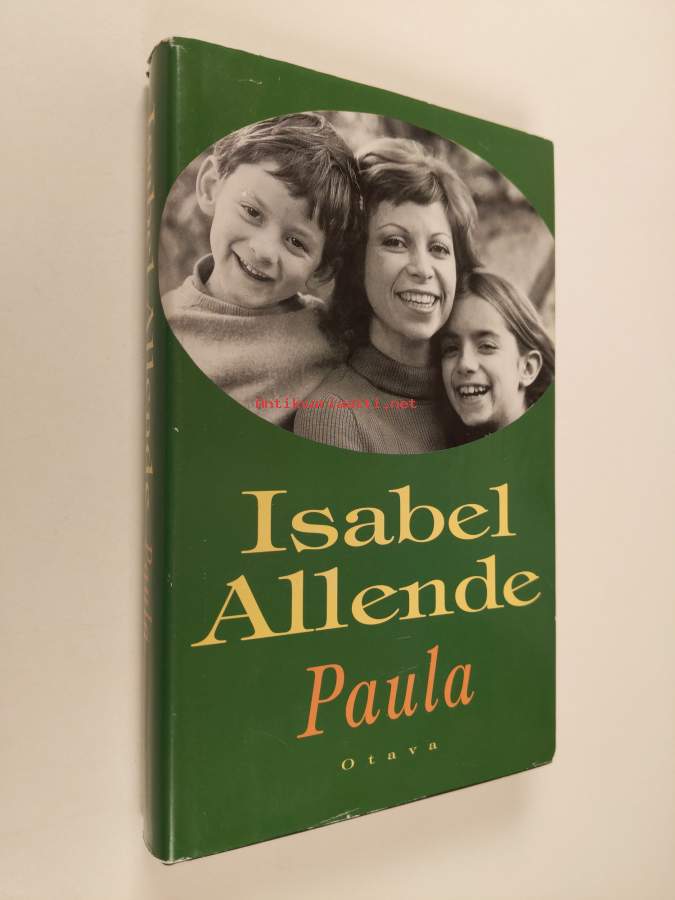 Isabel Allende Paula
antikvariaatti.net
Isabel
Allende
Paula
Otava